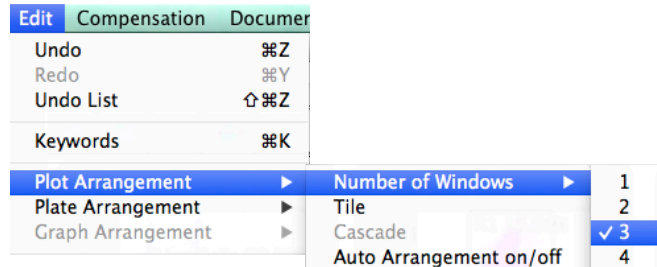 Edit Compensation Documen
Undo ⌘Z
Redo ⌘Y
Undo List ⇧⌘Z
Keywords ⌘K
Plot Arrangement ▶ Number of Windows ▶ 1
Plate Arrangement ▶ Tile 2
Graph Arrangement ▶ Cascade ✓ 3
Auto Arrangement on/off 4